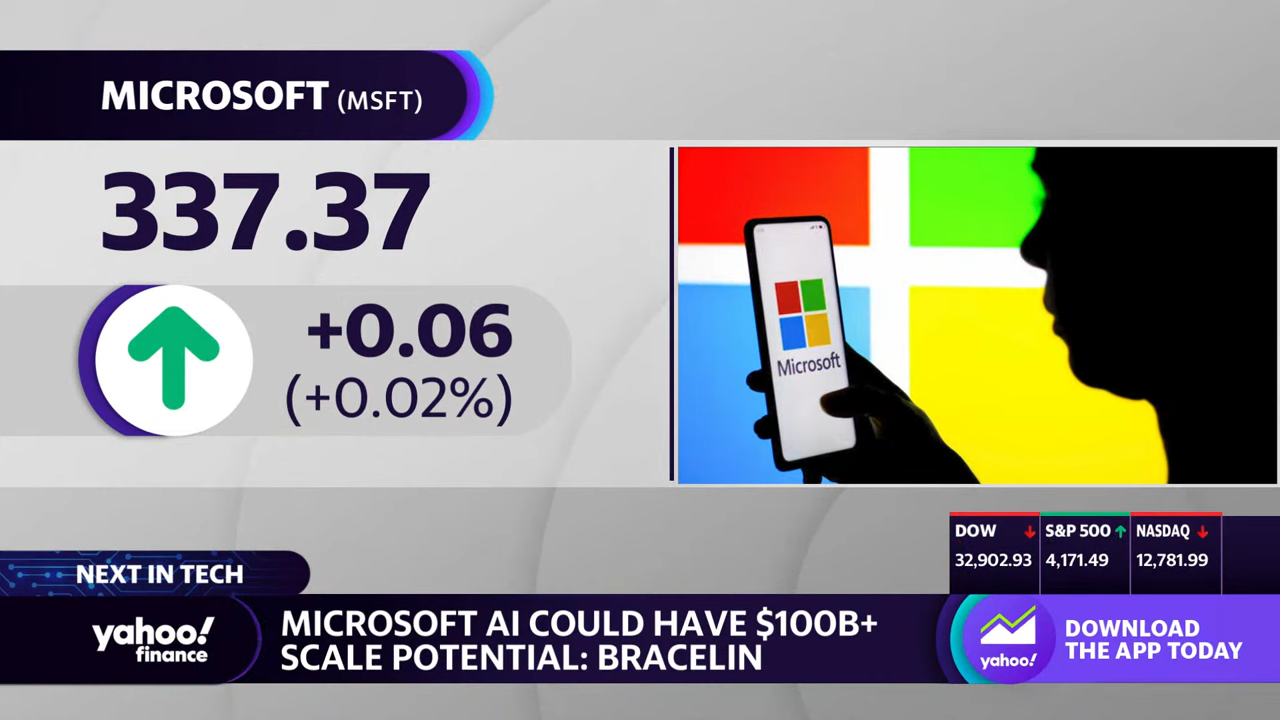 MICROSOFT (MSFT)
337.37
+0.06
(+0.02%)
Microsoft
DOW
32,902.93
S&P 500
4,171.49
NASDAQ
12,781.99
NEXT IN TECH
yahoo!
finance
MICROSOFT AI COULD HAVE $100B+
SCALE POTENTIAL: BRACELIN
yahoo!
DOWNLOAD
THE APP TODAY